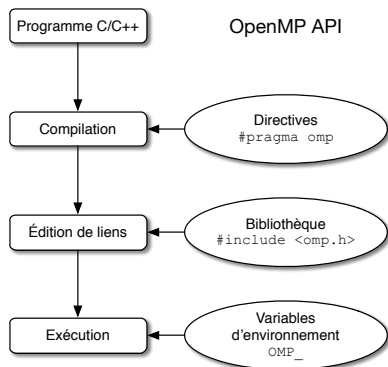 Programme C/C++
OpenMP API
Compilation
Directives
#pragma omp
Édition de liens
Bibliothèque
#include <omp.h>
Exécution
Variables
d'environnement
OMP_